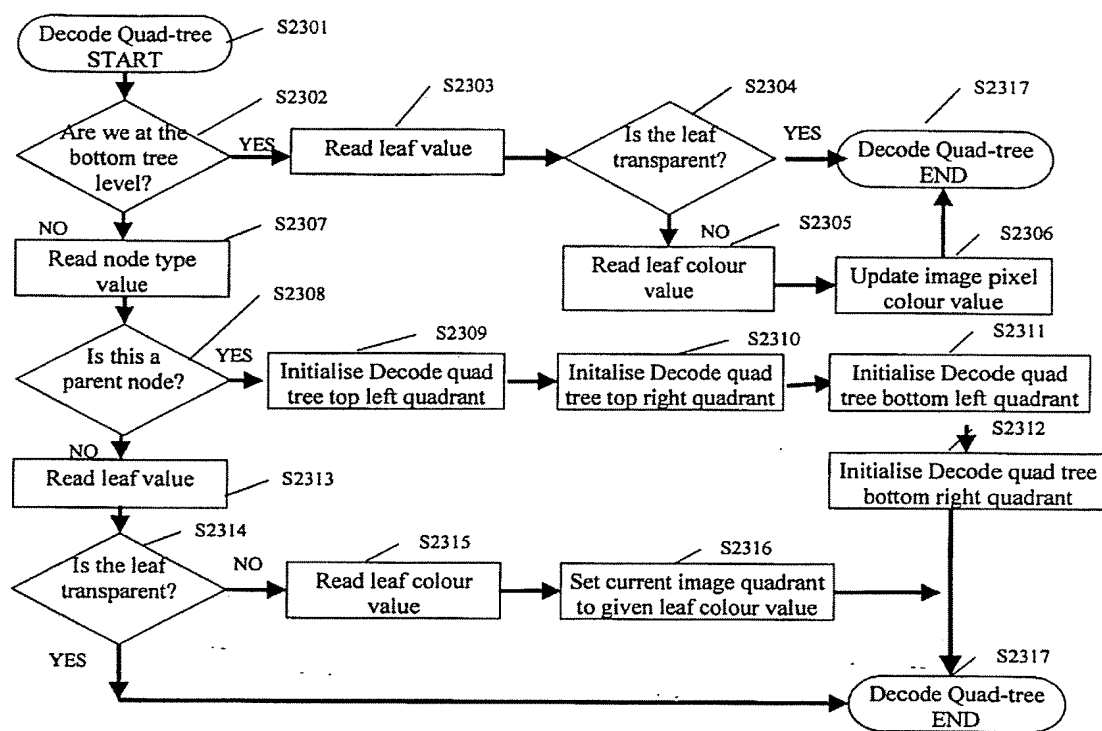 Decode Quad-tree
START
S2301
S2302
Are we at the
bottom tree
level?
YES
S2303
Read leaf value
S2304
Is the leaf
transparent?
YES
S2317
Decode Quad-tree
END
NO
S2305
Read leaf colour
value
S2306
Update image pixel
colour value
NO
S2307
Read node type
value
S2308
Is this a
parent node?
YES
S2309
Initialise Decode quad
tree top left quadrant
S2310
Initalise Decode quad
tree top right quadrant
S2311
Initialise Decode quad
tree bottom left quadrant
S2312
Initialise Decode quad tree
bottom right quadrant
NO
Read leaf value
S2313
S2314
Is the leaf
transparent?
NO
S2315
Read leaf colour
value
S2316
Set current image quadrant
to given leaf colour value
YES
S2317
Decode Quad-tree
END